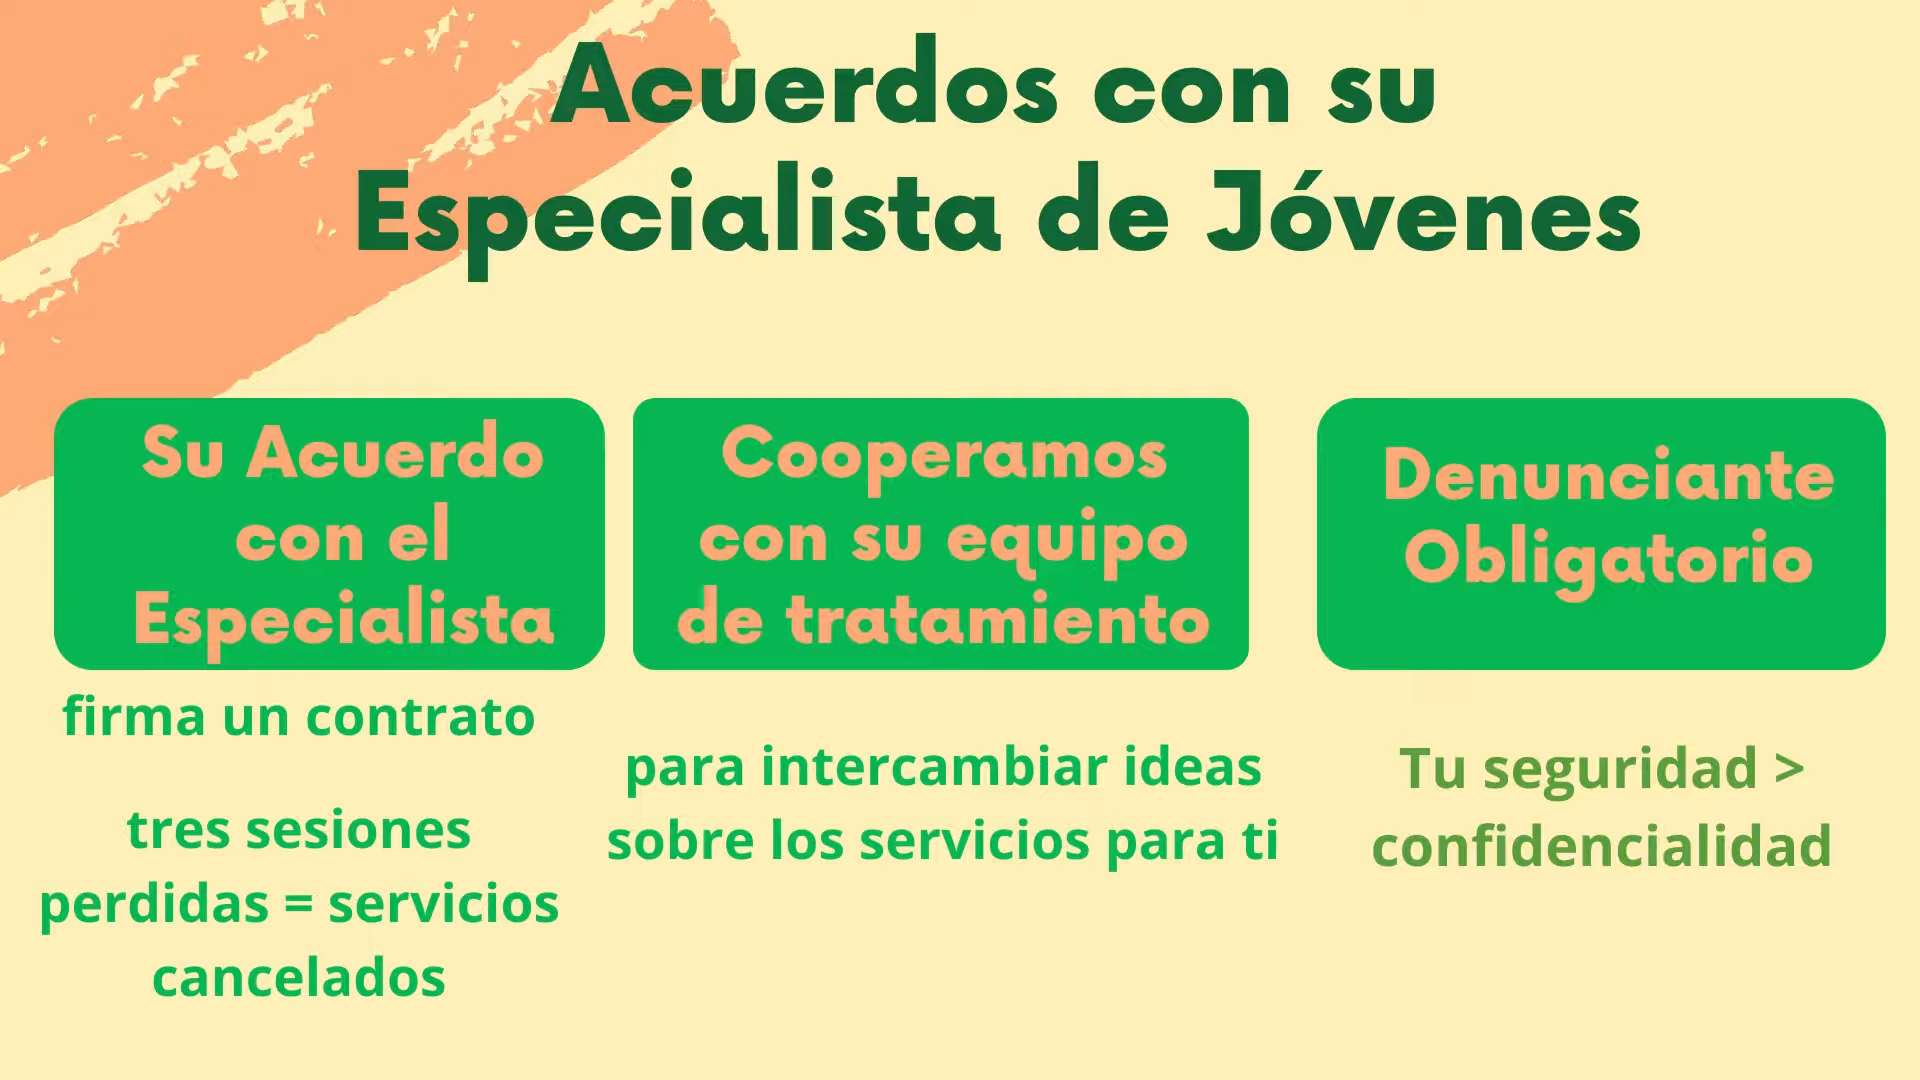 Acuerdos con su
Especialista de Jóvenes
Su Acuerdo
con el
Especialista
firma un contrato
tres sesiones
perdidas = servicios
cancelados
Cooperamos
con su equipo
de tratamiento
para intercambiar ideas
sobre los servicios para ti
Denunciante
Obligatorio
Tu seguridad >
confidencialidad